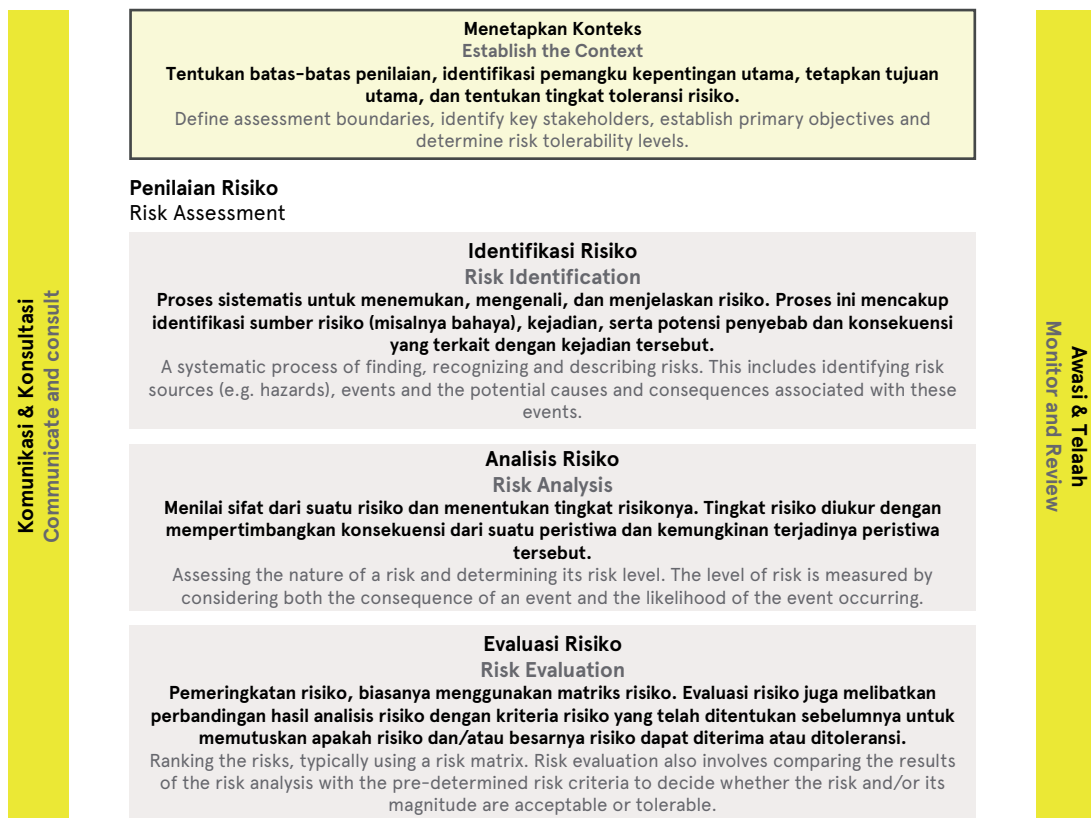 Menetapkan Konteks
Establish the Context
Tentukan batas-batas penilaian, identifikasi pemangku kepentingan utama, tetapkan tujuan
utama, dan tentukan tingkat toleransi risiko.
Define assessment boundaries, identify key stakeholders, establish primary objectives and
determine risk tolerability levels.
Penilaian Risiko
Risk Assessment
Identifikasi Risiko
Risk Identification
Proses sistematis untuk menemukan, mengenali, dan menjelaskan risiko. Proses ini mencakup
identifikasi sumber risiko (misalnya bahaya), kejadian, serta potensi penyebab dan konsekuensi
yang terkait dengan kejadian tersebut.
A systematic process of finding, recognizing and describing risks. This includes identifying risk
sources (e.g. hazards), events and the potential causes and consequences associated with these
events.
Analisis Risiko
Risk Analysis
Menilai sifat dari suatu risiko dan menentukan tingkat risikonya. Tingkat risiko diukur dengan
mempertimbangkan konsekuensi dari suatu peristiwa dan kemungkinan terjadinya peristiwa
tersebut.
Assessing the nature of a risk and determining its risk level. The level of risk is measured by
considering both the consequence of an event and the likelihood of the event occurring.
Evaluasi Risiko
Risk Evaluation
Pemeringkatan risiko, biasanya menggunakan matriks risiko. Evaluasi risiko juga melibatkan
perbandingan hasil analisis risiko dengan kriteria risiko yang telah ditentukan sebelumnya untuk
memutuskan apakah risiko dan/atau besarnya risiko dapat diterima atau ditoleransi.
Ranking the risks, typically using a risk matrix. Risk evaluation also involves comparing the results
of the risk analysis with the pre-determined risk criteria to decide whether the risk and/or its
magnitude are acceptable or tolerable.
Komunikasi & Konsultasi
Communicate and consult
Awasi & Telaah
Monitor and Review